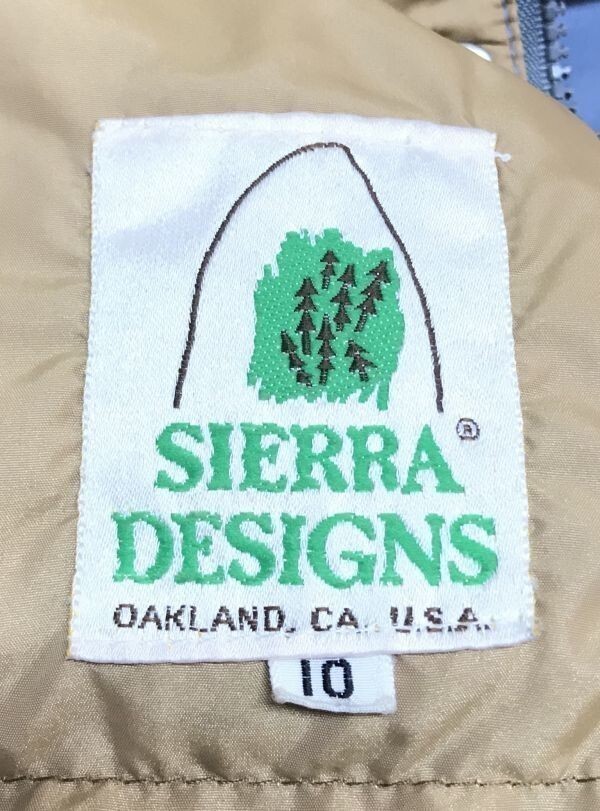 SIERRA ®
DESIGNS
OAKLAND, CA. U.S.A.
10